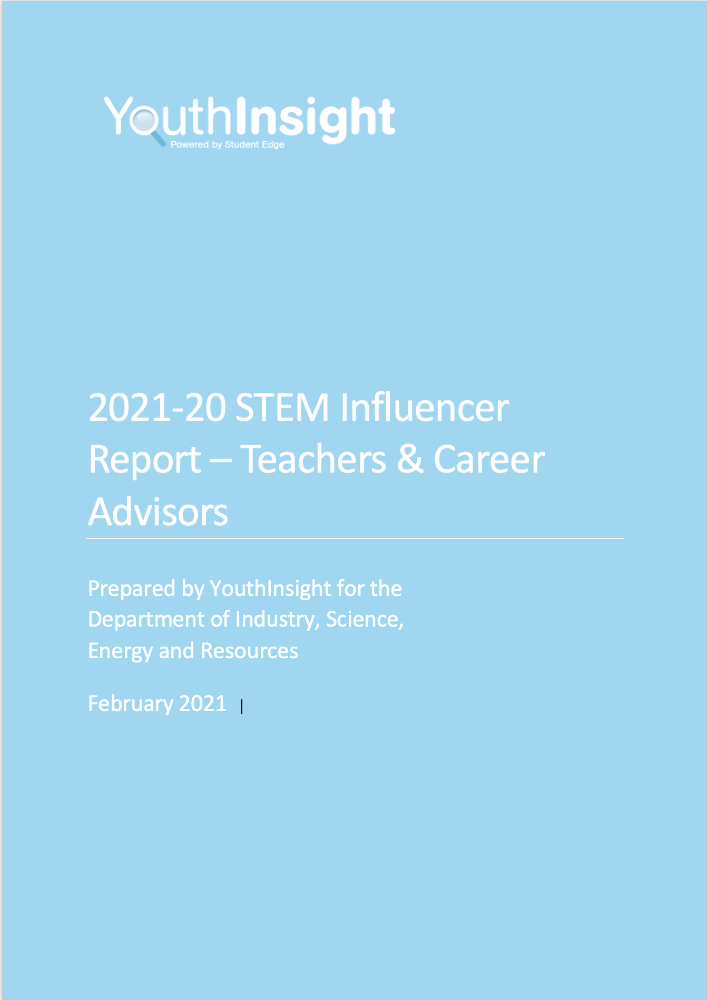 YouthInsight
Powered by Student Edge
2021-20 STEM Influencer
Report – Teachers & Career
Advisors
Prepared by YouthInsight for the
Department of Industry, Science,
Energy and Resources
February 2021